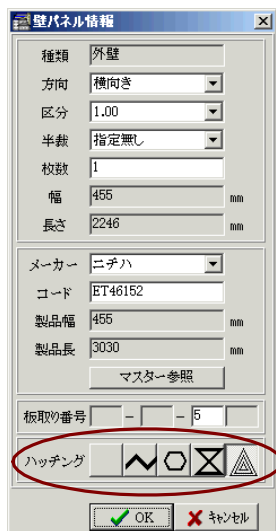 壁パネル情報
種類 外壁
方向 横向き
区分 1.00
半裁 指定無し
枚数 1
幅 455 mm
長さ 2246 mm
メーカー ニチハ
コード ET46152
製品幅 455 mm
製品長 3030 mm
マスター参照
板取り番号 - - 5
ハッチング
OK キャンセル